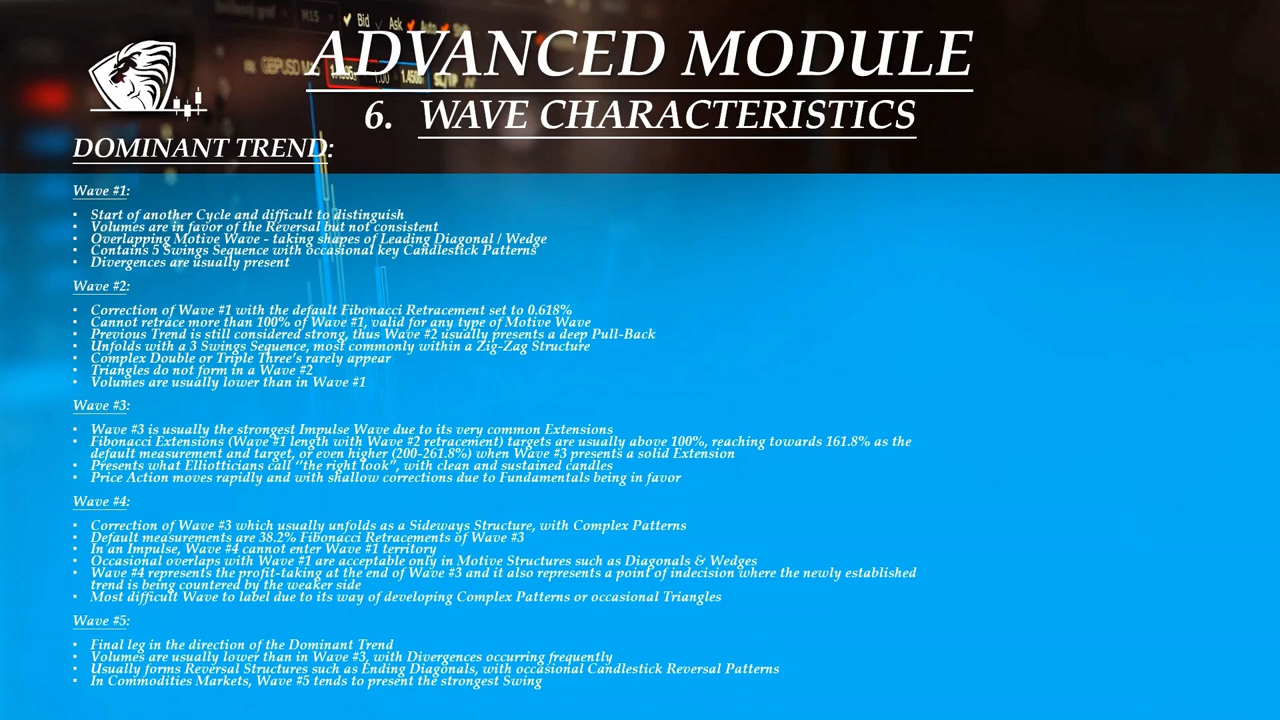 M15
Bid
Ask
ADVANCED MODULE
GBPUSD
1.00
6. WAVE CHARACTERISTICS
DOMINANT TREND:
Wave #1:
• Start of another Cycle and difficult to distinguish
• Volumes are in favor of the Reversal but not consistent
• Overlapping Motive Wave - taking shapes of Leading Diagonal / Wedge
• Contains 5 Swings Sequence with occasional key Candlestick Patterns
• Divergences are usually present
Wave #2:
• Correction of Wave #1 with the default Fibonacci Retracement set to 0.618%
• Cannot retrace more than 100% of Wave #1, valid for any type of Motive Wave
• Previous Trend is still considered strong, thus Wave #2 usually presents a deep Pull-Back
• Unfolds with a 3 Swings Sequence, most commonly within a Zig-Zag Structure
• Complex Double or Triple Three's rarely appear
• Triangles do not form in a Wave #2
• Volumes are usually lower than in Wave #1
Wave #3:
• Wave #3 is usually the strongest Impulse Wave due to its very common Extensions
• Fibonacci Extensions (Wave #1 length with Wave #2 retracement) targets are usually above 100%, reaching towards 161.8% as the
default measurement and target, or even higher (200-261.8%) when Wave #3 presents a solid Extension
• Presents what Elliotticians call "the right look", with clean and sustained candles
• Price Action moves rapidly and with shallow corrections due to Fundamentals being in favor
Wave #4:
• Correction of Wave #3 which usually unfolds as a Sideways Structure, with Complex Patterns
• Default measurements are 38.2% Fibonacci Retracements of Wave #3
• In an Impulse, Wave #4 cannot enter Wave #1 territory
• Occasional overlaps with Wave #1 are acceptable only in Motive Structures such as Diagonals & Wedges
• Wave #4 represents the profit-taking at the end of Wave #3 and it also represents a point of indecision where the newly established
trend is being countered by the weaker side
• Most difficult Wave to label due to its way of developing Complex Patterns or occasional Triangles
Wave #5:
• Final leg in the direction of the Dominant Trend
• Volumes are usually lower than in Wave #3, with Divergences occurring frequently
• Usually forms Reversal Structures such as Ending Diagonals, with occasional Candlestick Reversal Patterns
• In Commodities Markets, Wave #5 tends to present the strongest Swing